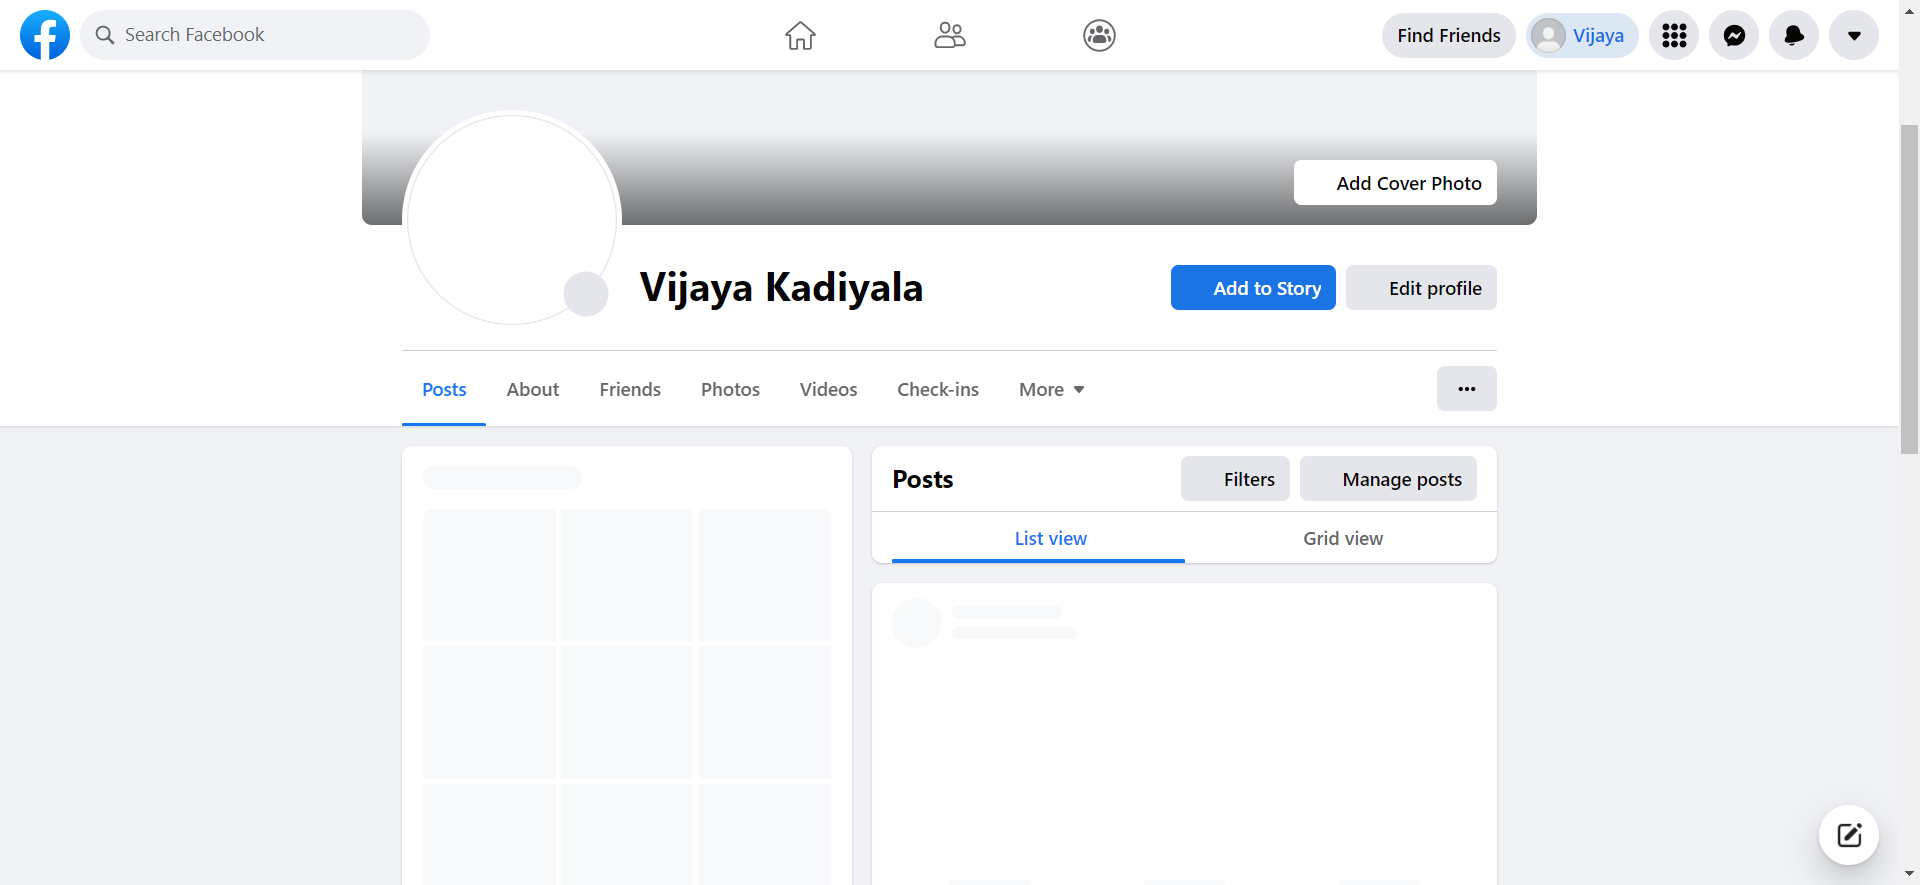 Search Facebook
Find Friends
Vijaya
Add Cover Photo
Vijaya Kadiyala
Add to Story
Edit profile
Posts
About
Friends
Photos
Videos
Check-ins
More
Posts
Filters
Manage posts
List view
Grid view